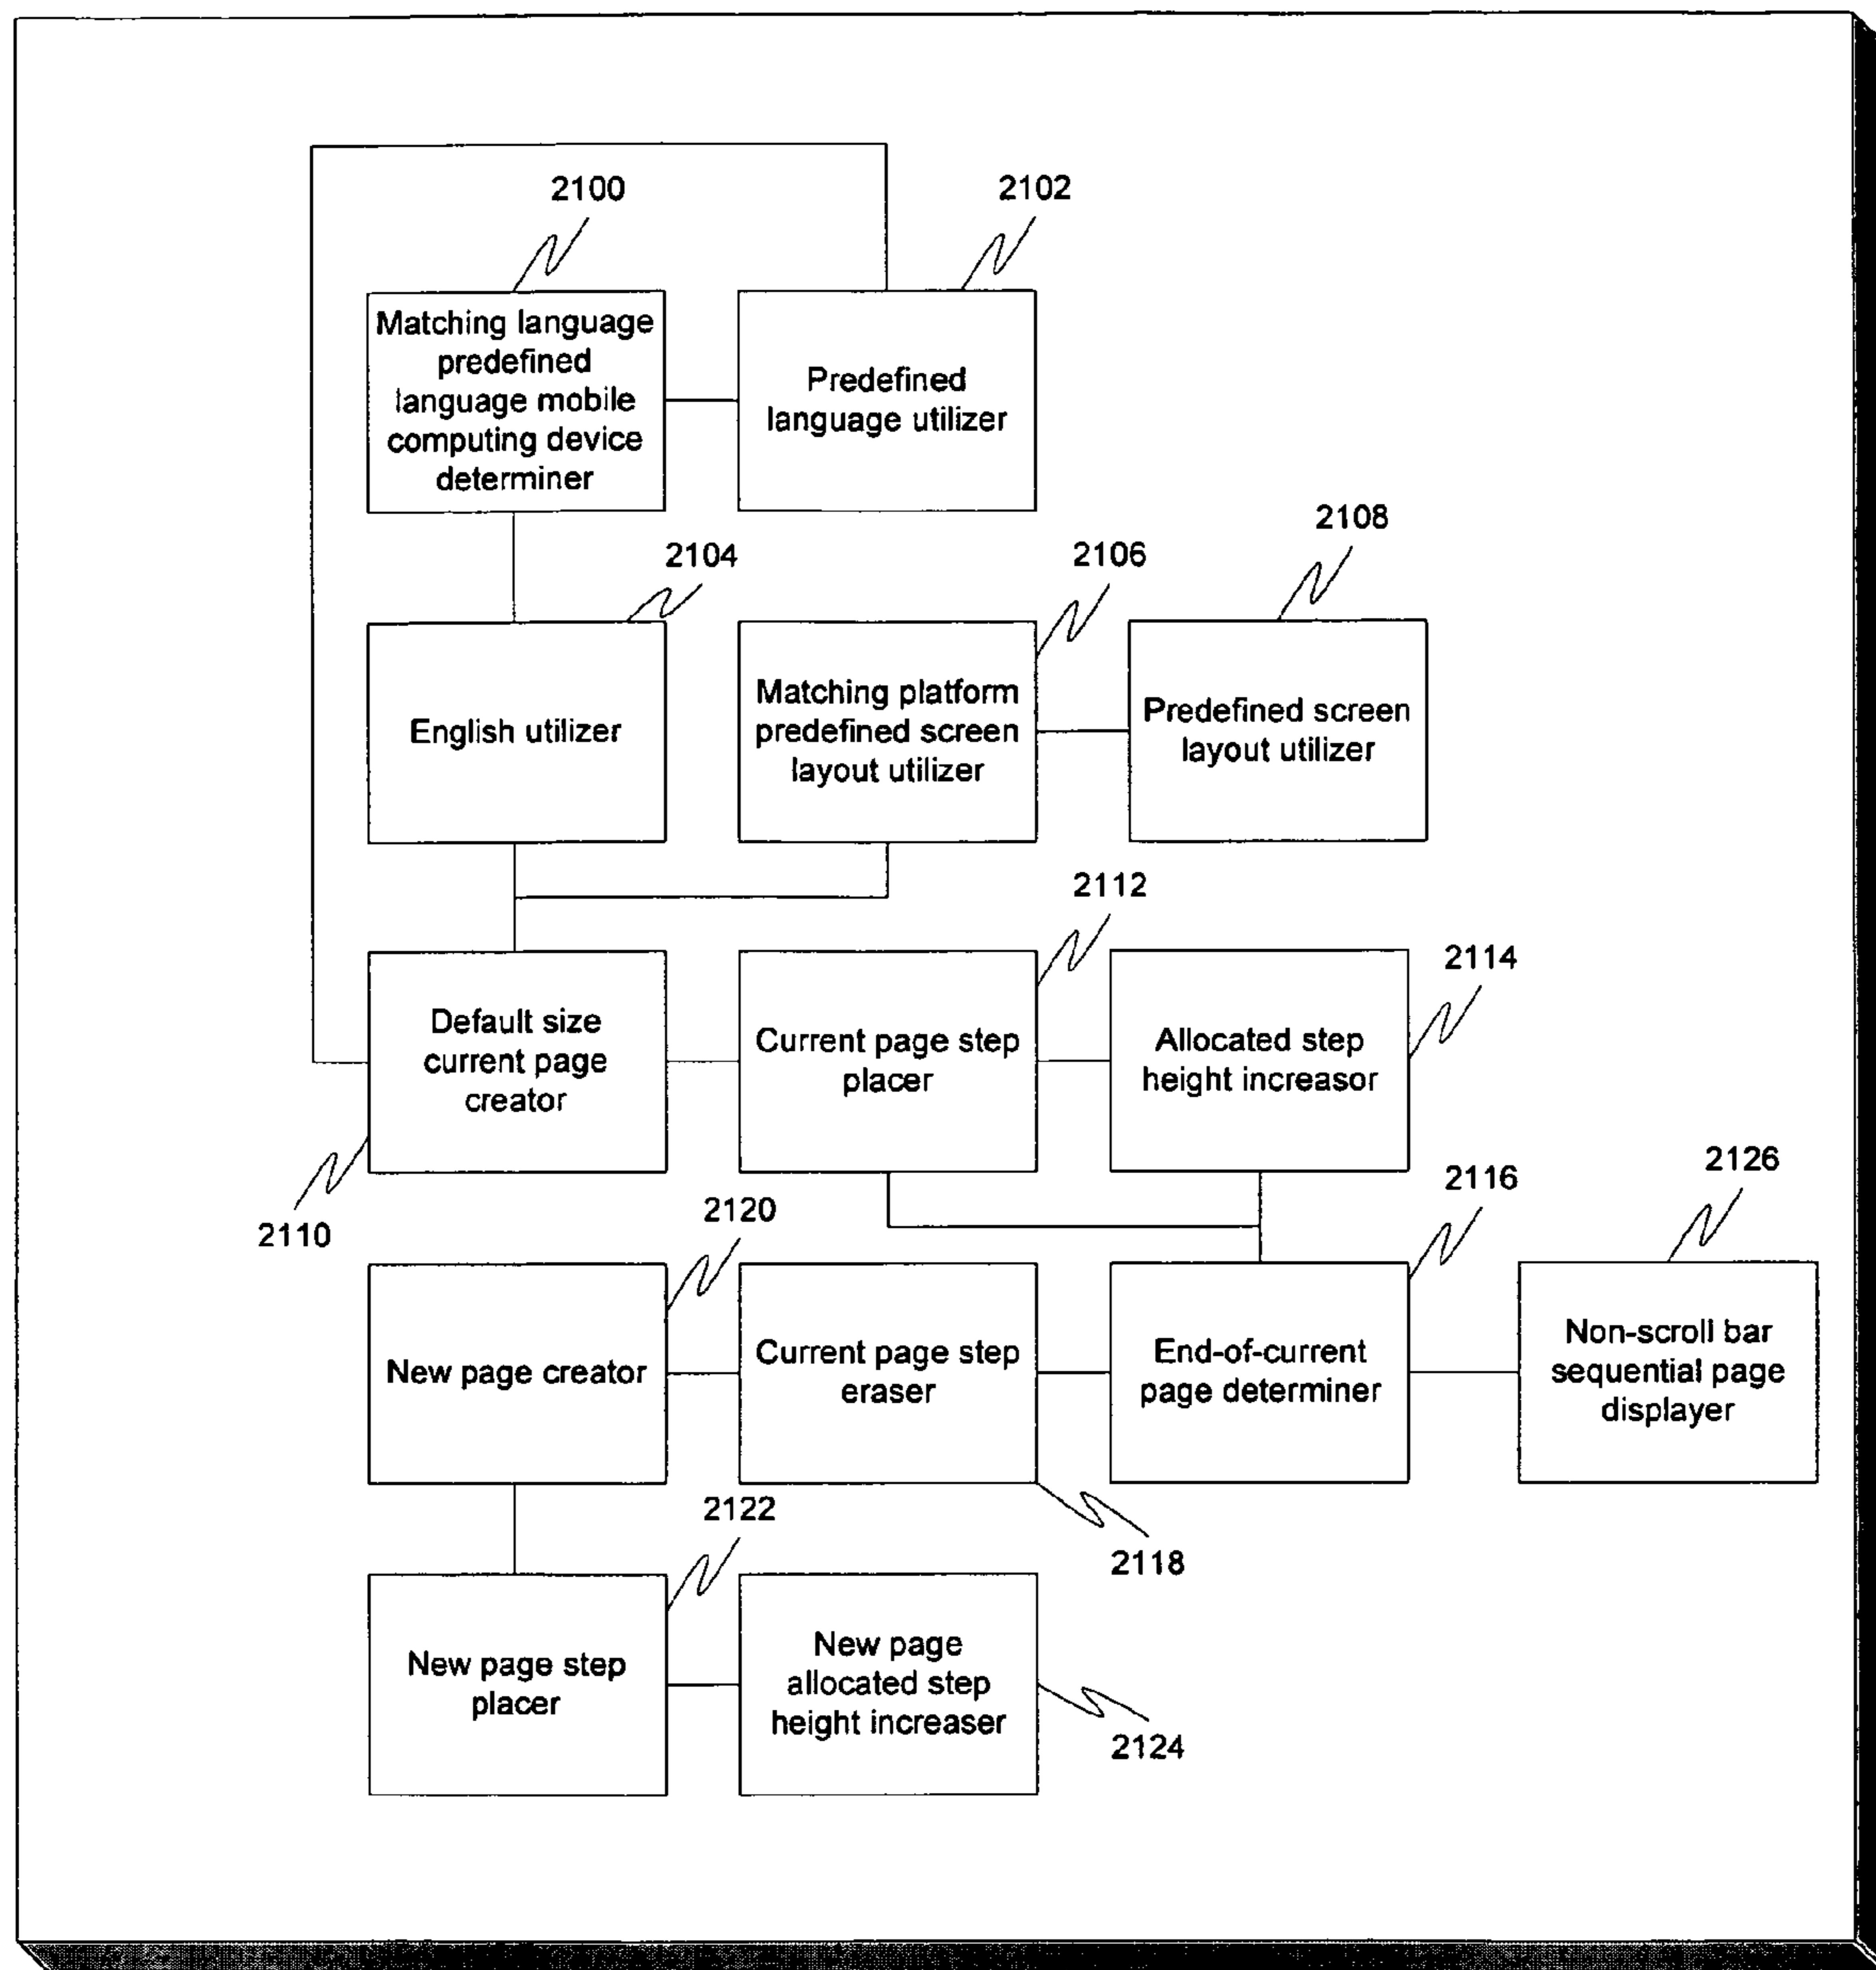 2100
2102
Matching language
predefined
language mobile
computing device
determiner
Predefined
language utilizer
2104
2106
2108
English utilizer
Matching platform
predefined screen
layout utilizer
Predefined screen
layout utilizer
2112
2114
Default size
current page
creator
Current page step
placer
Allocated step
height increasor
2110
2120
2116
2126
New page creator
Current page step
eraser
End-of-current
page determiner
Non-scroll bar
sequential page
displayer
2122
2118
New page step
placer
New page
allocated step
height increaser
2124